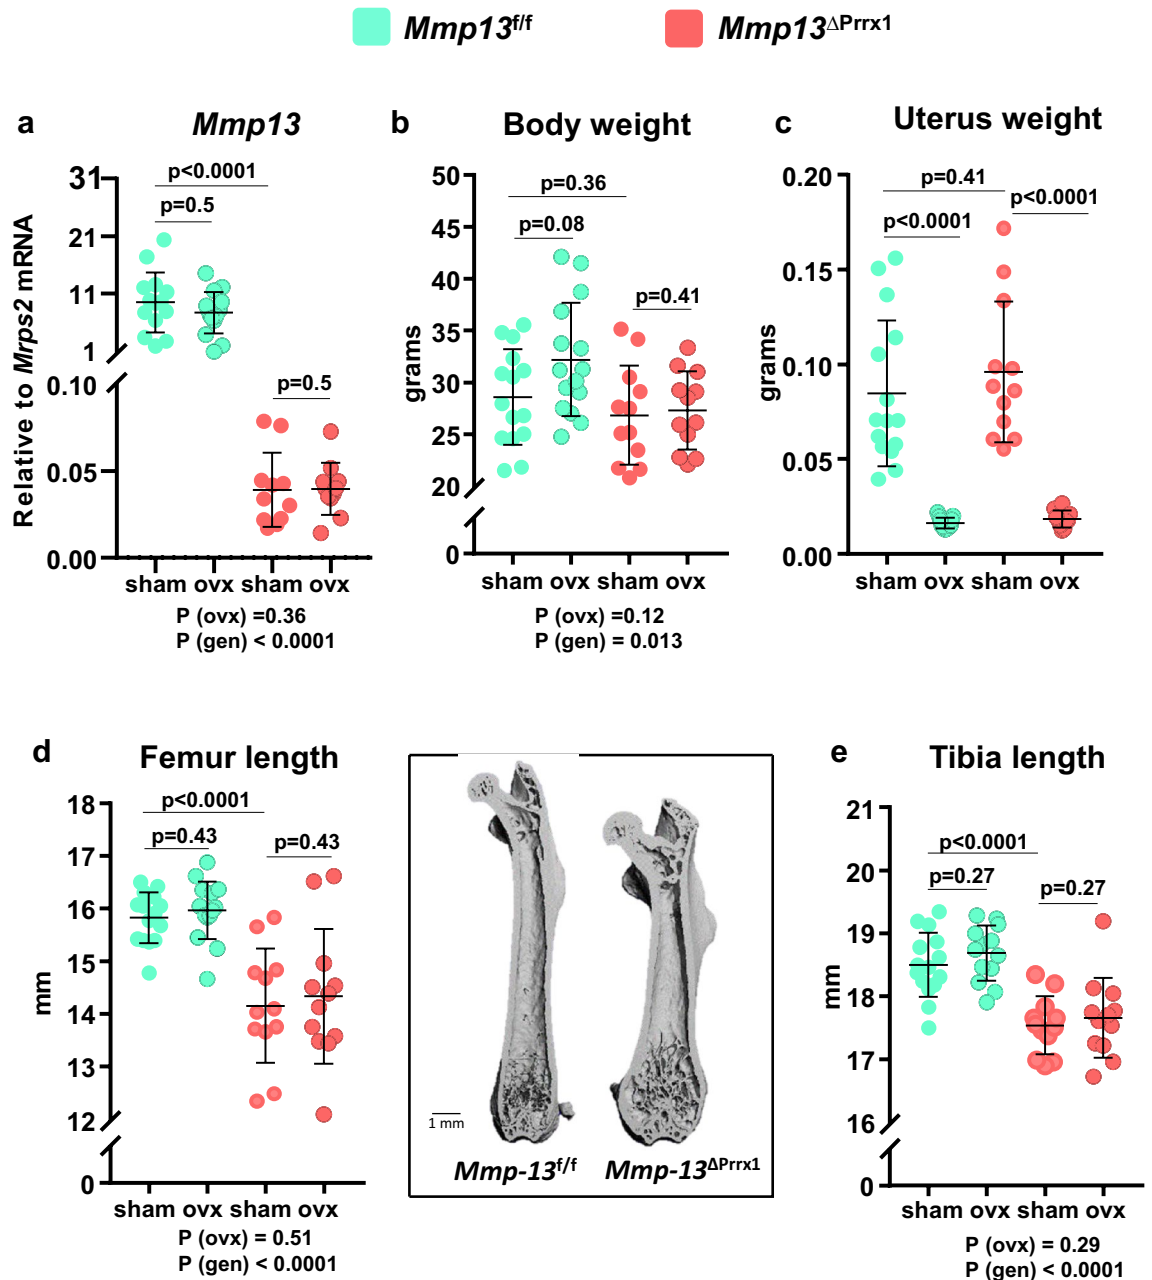 Mmp13f/f Mmp13ΔPrrx1
a Mmp13
Relative to Mrps2 mRNA
31
21
11
1
0.10
0.05
0.00
p<0.0001
p=0.5
p=0.5
sham ovx sham ovx
P (ovx) =0.36
P (gen) < 0.0001
b Body weight
grams
50
45
40
35
30
25
20
0
p=0.36
p=0.08
p=0.41
sham ovx sham ovx
P (ovx) =0.12
P (gen) = 0.013
c Uterus weight
grams
0.20
0.15
0.10
0.05
0.00
p=0.41
<0.0001
<0.0001
sham ovx sham ovx
d Femur length
mm
18
17
16
15
14
13
12
0
p<0.0001
p=0.43
p=0.43
sham ovx sham ovx
P (ovx) = 0.51
P (gen) < 0.0001
1 mm
Mmp-13f/f Mmp-13ΔPrrx1
e Tibia length
mm
21
20
19
18
17
16
0
p<0.0001
p=0.27
p=0.27
sham ovx sham ovx
P (ovx) = 0.29
P (gen) < 0.0001